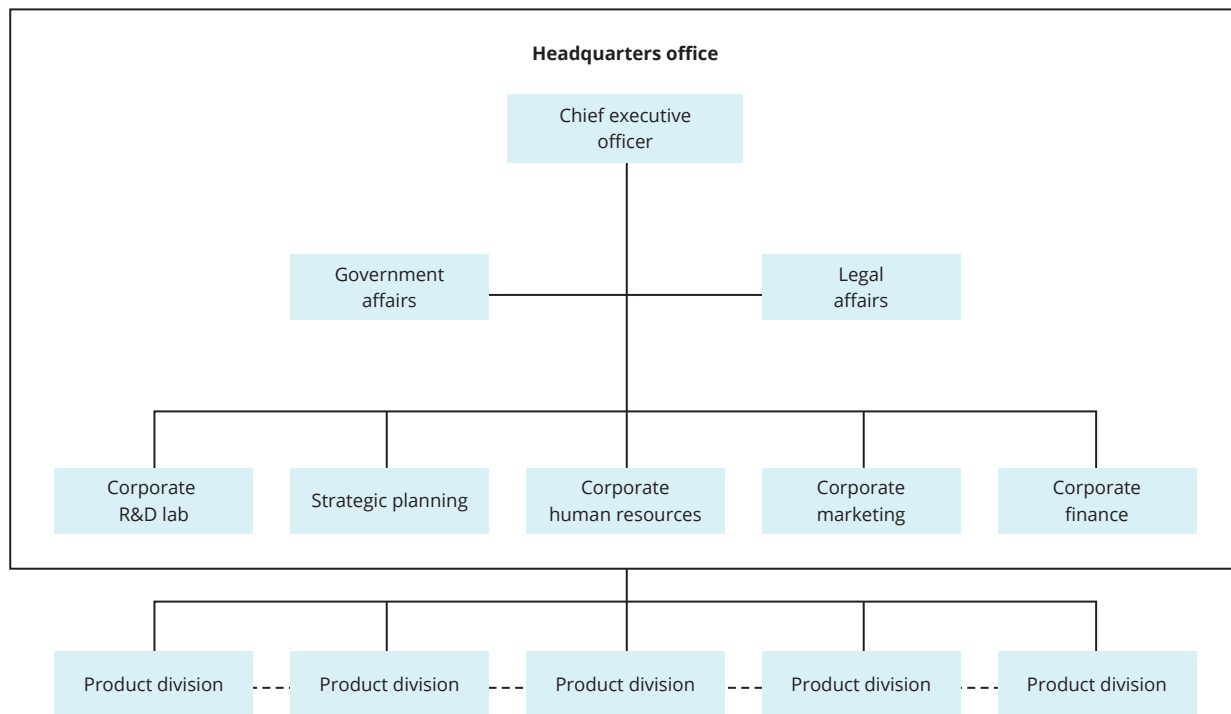 Headquarters office
Chief executive
officer
Government
affairs
Legal
affairs
Corporate
R&D lab
Strategic planning
Corporate
human resources
Corporate
marketing
Corporate
finance
Product division
Product division
Product division
Product division
Product division